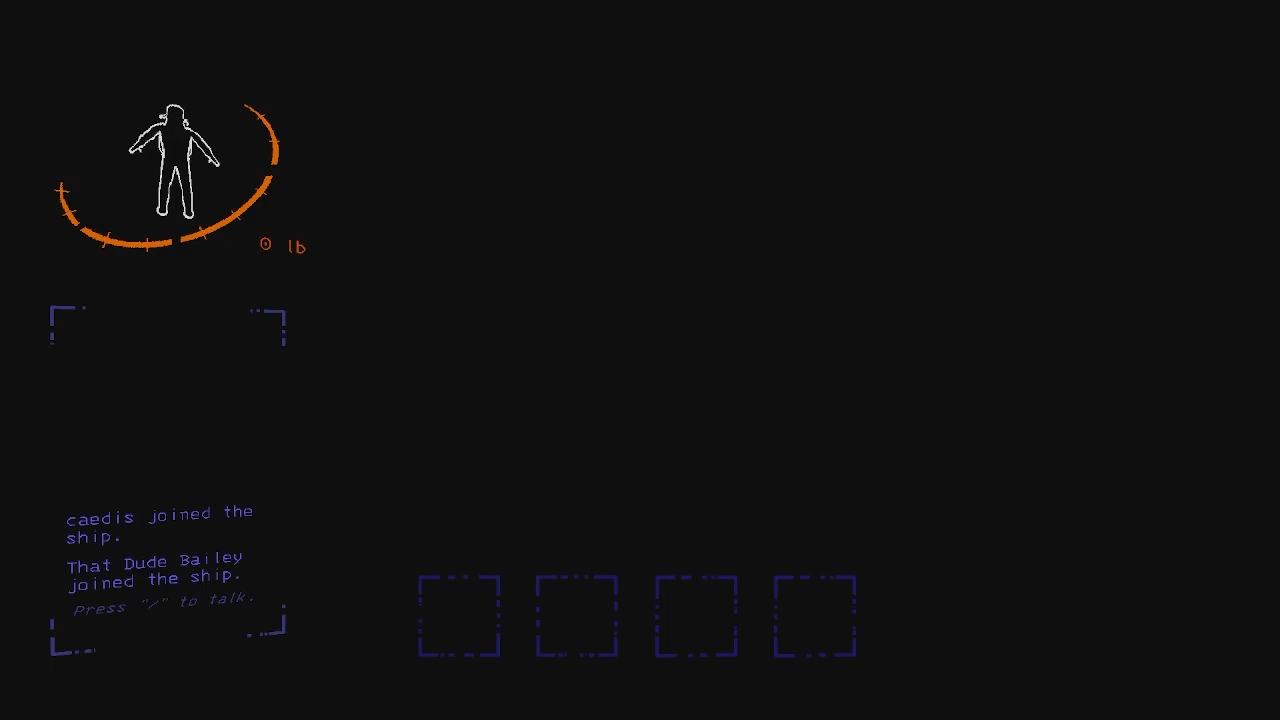 0 lb
caedis joined the
ship.
That Dude Bailey
joined the ship.
Press "/" to talk.